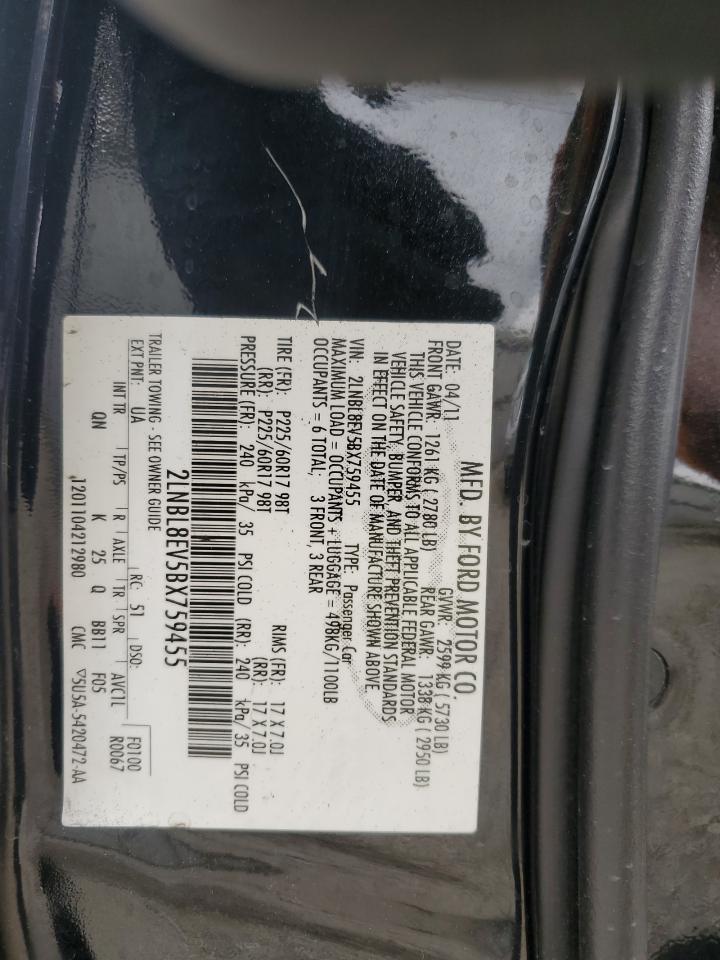 MFD. BY FORD MOTOR CO.
DATE: 04/11 GVWR: 2599 KG ( 5730 LB)
FRONT GAWR: 1261 KG ( 2780 LB) REAR GAWR: 1338 KG ( 2950 LB)
THIS VEHICLE CONFORMS TO ALL APPLICABLE FEDERAL MOTOR
VEHICLE SAFETY, BUMPER, AND THEFT PREVENTION STANDARDS
IN EFFECT ON THE DATE OF MANUFACTURE SHOWN ABOVE.
VIN: 2LNBL8EV5BX759455 TYPE: Passenger Car
MAXIMUM LOAD = OCCUPANTS + LUGGAGE = 498KG/1100LB
OCCUPANTS = 6 TOTAL; 3 FRONT, 3 REAR
TIRE (FR): P225/60R17 98T RIMS (FR): 17 X 7.0J
(RR): P225/60R17 98T (RR): 17 X 7.0J
PRESSURE (FR): 240 kPa/ 35 PSI COLD (RR): 240 kPa/ 35 PSI COLD
2LNBL8EV5BX759455
TRAILER TOWING - SEE OWNER GUIDE
EXT PNT: UA RC: 51 DSO: F0100
INT TR TP/PS R AXLE TR SPR AVC1L R0067
QN K 25 Q BB11 F05
1201104212980 CMC ▽5U5A-5420472-AA